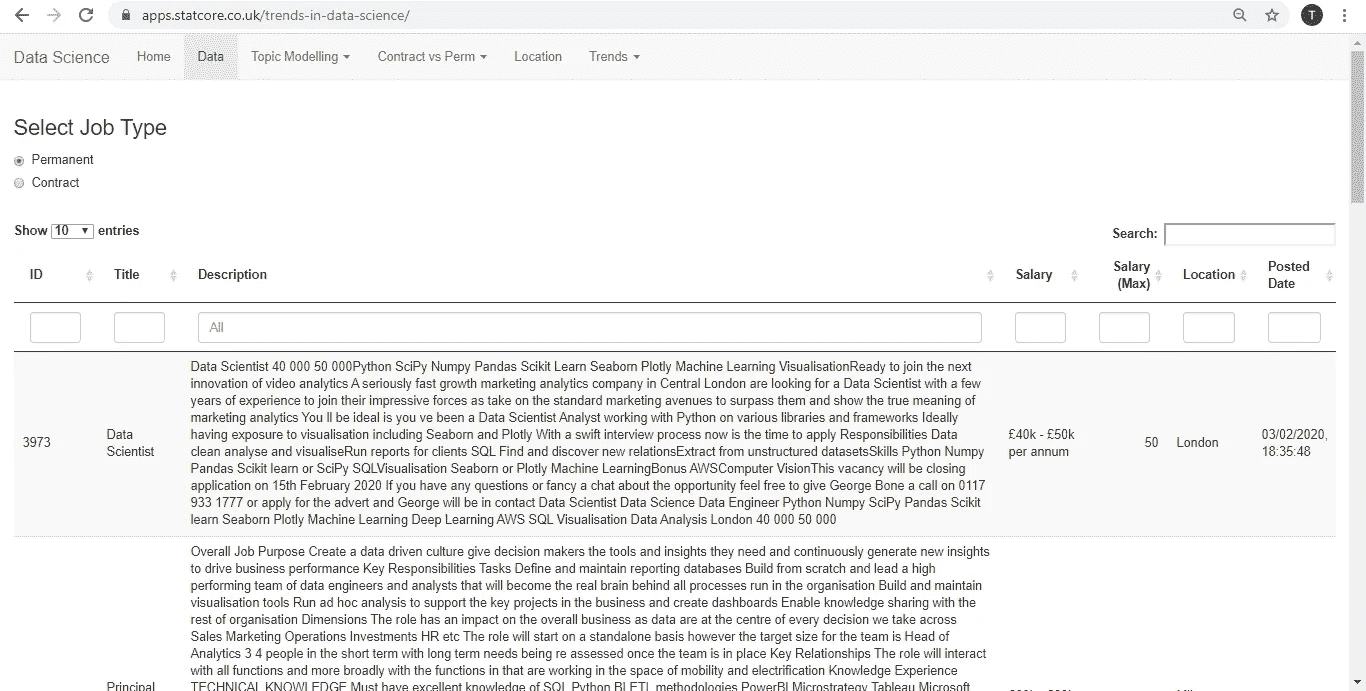 apps.statcore.co.uk/trends-in-data-science/
T
Data Science Home Data Topic Modelling Contract vs Perm Location Trends
Select Job Type
Permanent
Contract
Show 10 entries
Search:
ID Title Description Salary Salary (Max) Location Posted Date
All
Data Scientist 40 000 50 000Python SciPy Numpy Pandas Scikit Learn Seaborn Plotly Machine Learning VisualisationReady to join the next
innovation of video analytics A seriously fast growth marketing analytics company in Central London are looking for a Data Scientist with a few
years of experience to join their impressive forces as take on the standard marketing avenues to surpass them and show the true meaning of
marketing analytics You ll be ideal is you ve been a Data Scientist Analyst working with Python on various libraries and frameworks Ideally
having exposure to visualisation including Seaborn and Plotly With a swift interview process now is the time to apply Responsibilities Data
clean analyse and visualiseRun reports for clients SQL Find and discover new relationsExtract from unstructured datasetsSkills Python Numpy
Pandas Scikit learn or SciPy SQLVisualisation Seaborn or Plotly Machine LearningBonus AWSComputer VisionThis vacancy will be closing
application on 15th February 2020 If you have any questions or fancy a chat about the opportunity feel free to give George Bone a call on 0117
933 1777 or apply for the advert and George will be in contact Data Scientist Data Science Data Engineer Python Numpy SciPy Pandas Scikit
learn Seaborn Plotly Machine Learning Deep Learning AWS SQL Visualisation Data Analysis London 40 000 50 000
3973
Data
Scientist
£40k - £50k
per annum
50
London
03/02/2020,
18:35:48
Overall Job Purpose Create a data driven culture give decision makers the tools and insights they need and continuously generate new insights
to drive business performance Key Responsibilities Tasks Define and maintain reporting databases Build from scratch and lead a high
performing team of data engineers and analysts that will become the real brain behind all processes run in the organisation Build and maintain
visualisation tools Run ad hoc analysis to support the key projects in the business and create dashboards Enable knowledge sharing with the
rest of organisation Dimensions The role has an impact on the overall business as data are at the centre of every decision we take across
Sales Marketing Operations Investments HR etc The role will start on a standalone basis however the target size for the team is Head of
Analytics 3 4 people in the short term with long term needs being re assessed once the team is in place Key Relationships The role will interact
with all functions and more broadly with the functions in that are working in the space of mobility and electrification Knowledge Experience
TECHNICAL KNOWLEDGE Must have excellent knowledge of SQL Python BI ETL methodologies PowerBI Microstrategy Tableau Microsoft
Principal